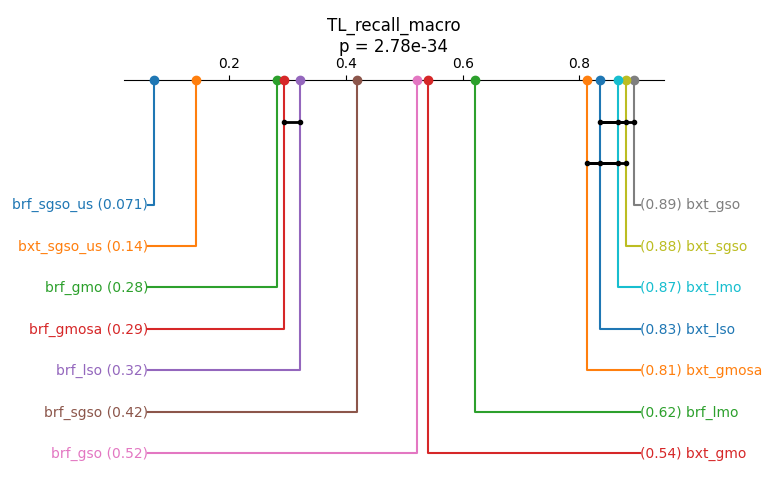 TL_recall_macro
p = 2.78e-34
0.2 0.4 0.6 0.8
brf_sgso_us (0.071) (0.89) bxt_gso
bxt_sgso_us (0.14) (0.88) bxt_sgso
brf_gmo (0.28) (0.87) bxt_lmo
brf_gmosa (0.29) (0.83) bxt_lso
brf_lso (0.32) (0.81) bxt_gmosa
brf_sgso (0.42) (0.62) brf_lmo
brf_gso (0.52) (0.54) bxt_gmo